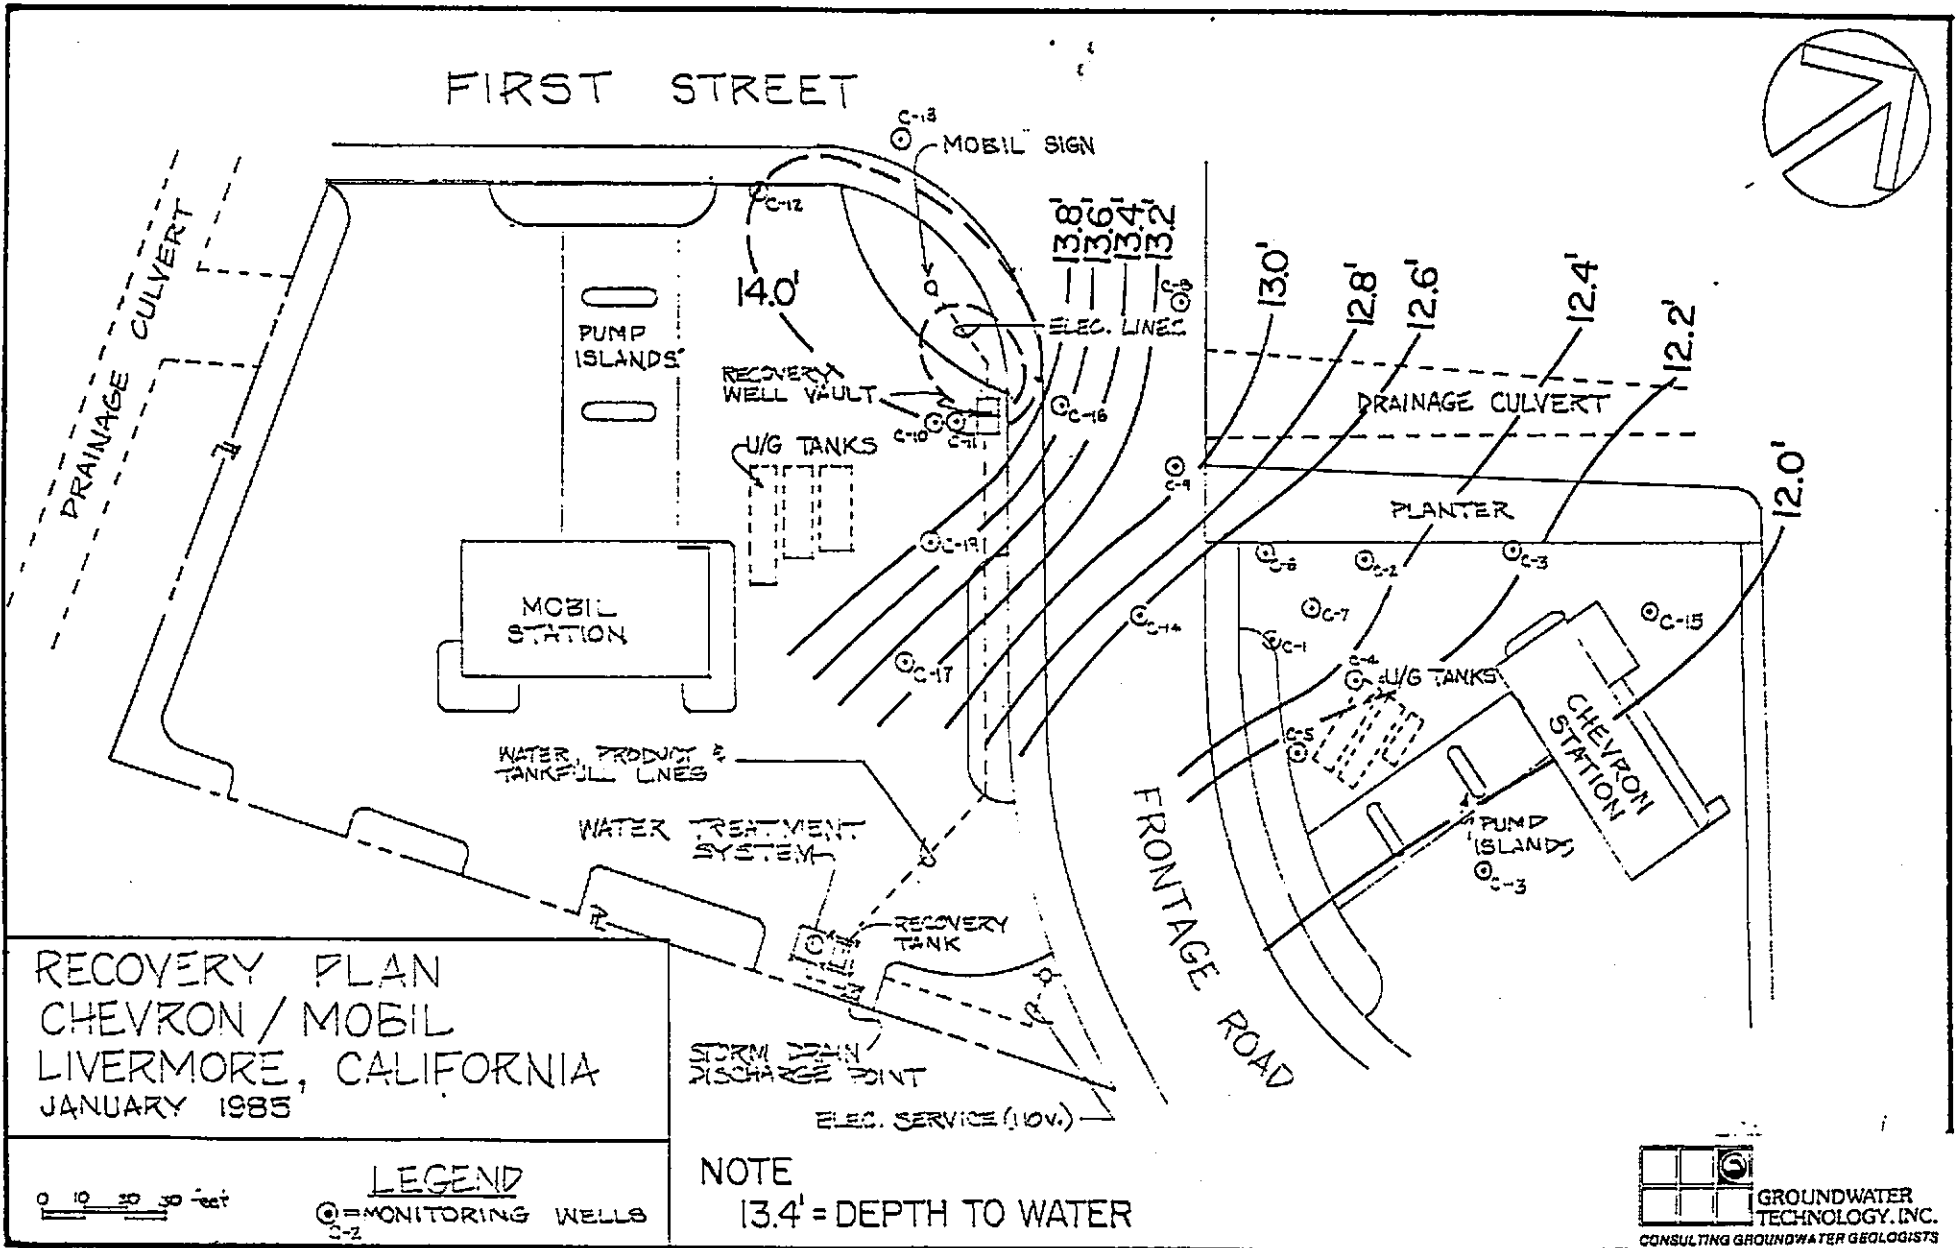 FIRST STREET
C-13
MOBIL SIGN
C-12
DRAINAGE CULVERT
14.0'
13.8'
13.6'
13.4'
13.2'
13.0'
12.8'
12.6'
12.4'
12.2'
12.0'
PUMP
ISLANDS
ELEC. LINES
RECOVERY
WELL VAULT
C-10
C-11
C-16
U/G TANKS
C-9
DRAINAGE CULVERT
PLANTER
C-2
C-3
C-7
C-1
C-15
C-14
C-17
C-4
U/G TANKS
C-5
MOBIL
STATION
CHEVRON
STATION
WATER, PRODUCT &
TANKFULL LINES
WATER TREATMENT
SYSTEM
PUMP
ISLANDS
C-3
RECOVERY
TANK
FRONTAGE ROAD
STORM DRAIN
DISCHARGE POINT
ELEC. SERVICE (110V.)
RECOVERY PLAN
CHEVRON / MOBIL
LIVERMORE, CALIFORNIA
JANUARY 1985
0 10 20 30 feet
LEGEND
= MONITORING WELLS
C-2
NOTE
13.4' = DEPTH TO WATER
GROUNDWATER
TECHNOLOGY, INC.
CONSULTING GROUNDWATER GEOLOGISTS